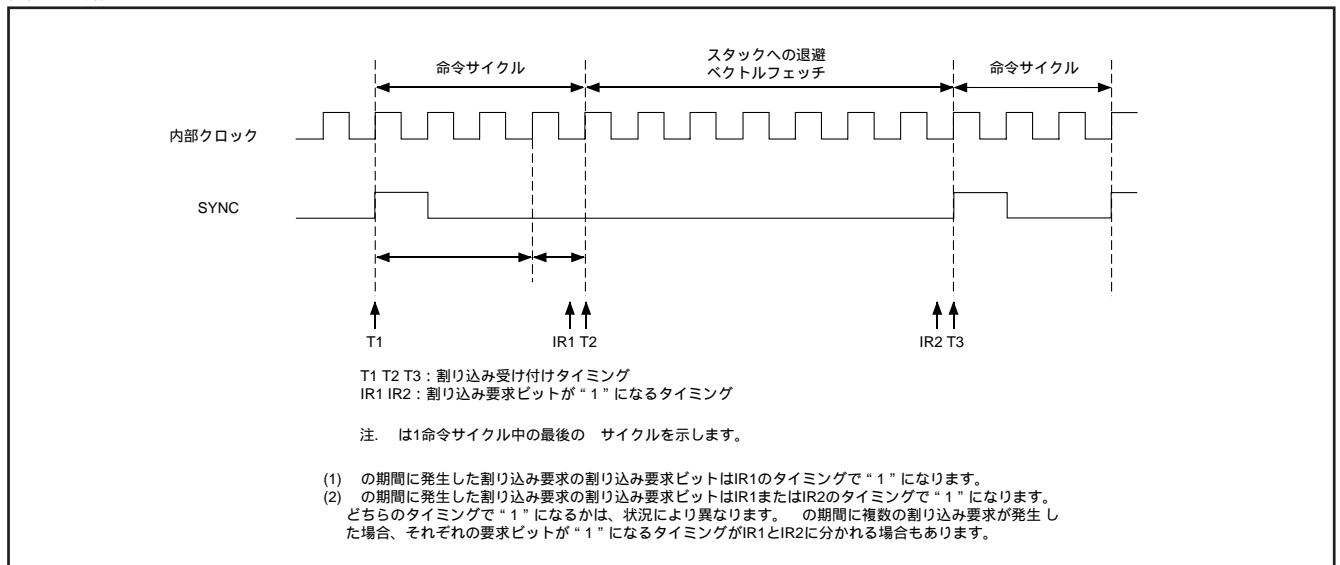 命令サイクル
スタックへの退避
ベクトルフェッチ
命令サイクル
内部クロック
SYNC
T1
IR1 T2
IR2 T3
T1 T2 T3：割り込み受け付けタイミング
IR1 IR2：割り込み要求ビットが“1”になるタイミング
注. は1命令サイクル中の最後の サイクルを示します。
(1) の期間に発生した割り込み要求の割り込み要求ビットはIR1のタイミングで“1”になります。
(2) の期間に発生した割り込み要求の割り込み要求ビットはIR1またはIR2のタイミングで“1”になります。
どちらのタイミングで“1”になるかは、状況により異なります。 の期間に複数の割り込み要求が発生し
た場合、それぞれの要求ビットが“1”になるタイミングがIR1とIR2に分かれる場合もあります。